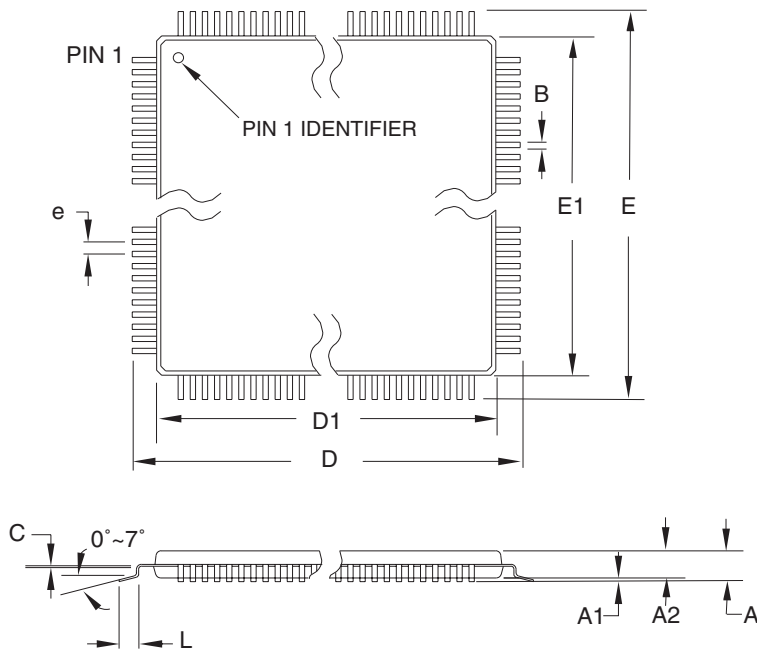 PIN 1
PIN 1 IDENTIFIER
B
e
E1
E
D1
D
C
0°~7°
L
A1
A2
A